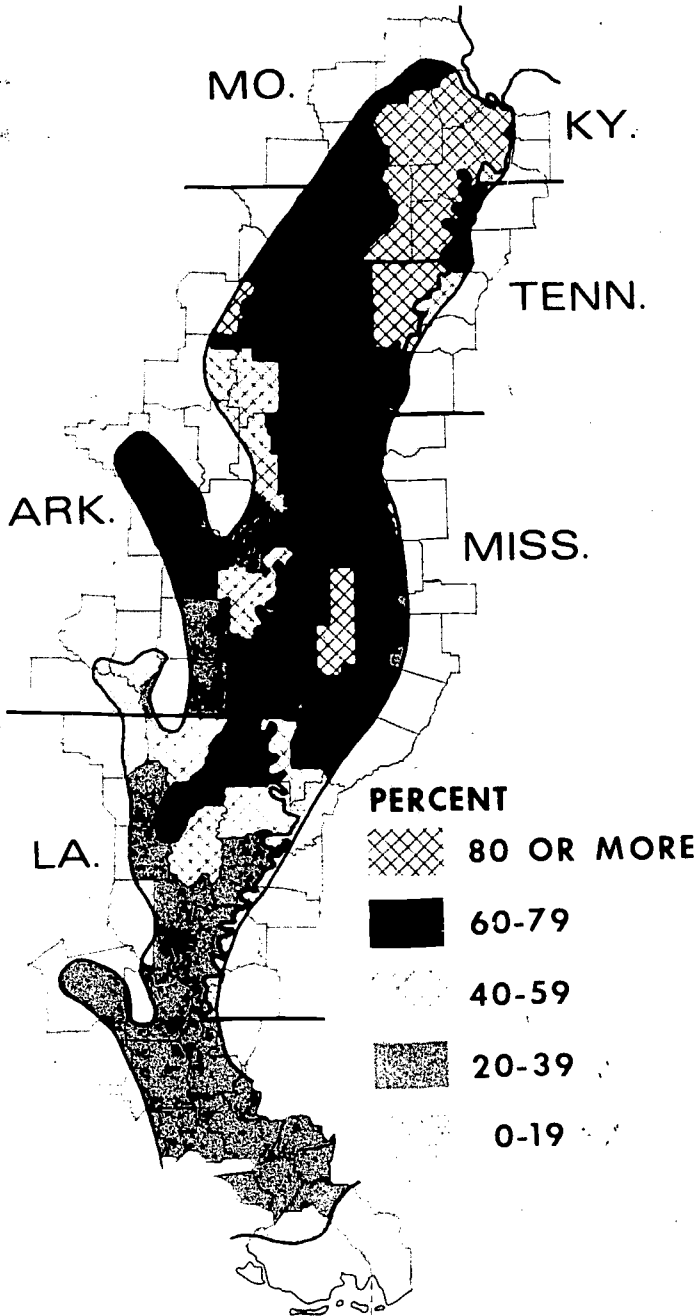 MO.
KY.
TENN.
ARK.
MISS.
LA.
PERCENT
80 OR MORE
60-79
40-59
20-39
0-19